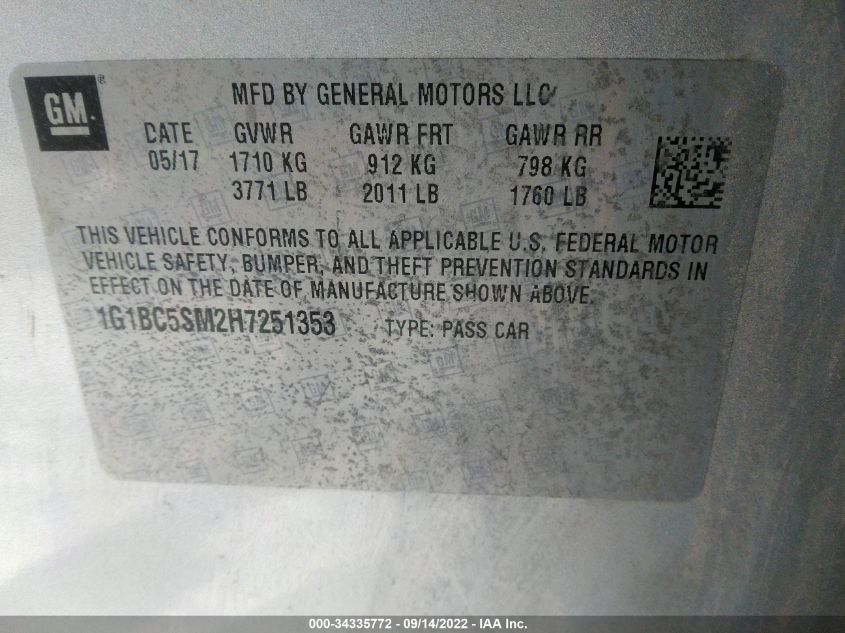 GM
MFD BY GENERAL MOTORS LLC
DATE GVWR GAWR FRT GAWR RR
05/17 1710 KG 912 KG 798 KG
3771 LB 2011 LB 1760 LB
THIS VEHICLE CONFORMS TO ALL APPLICABLE U.S. FEDERAL MOTOR
VEHICLE SAFETY, BUMPER, AND THEFT PREVENTION STANDARDS IN
EFFECT ON THE DATE OF MANUFACTURE SHOWN ABOVE.
1G1BC5SM2H7251353 TYPE: PASS CAR
000-34335772 - 09/14/2022 - IAA Inc.